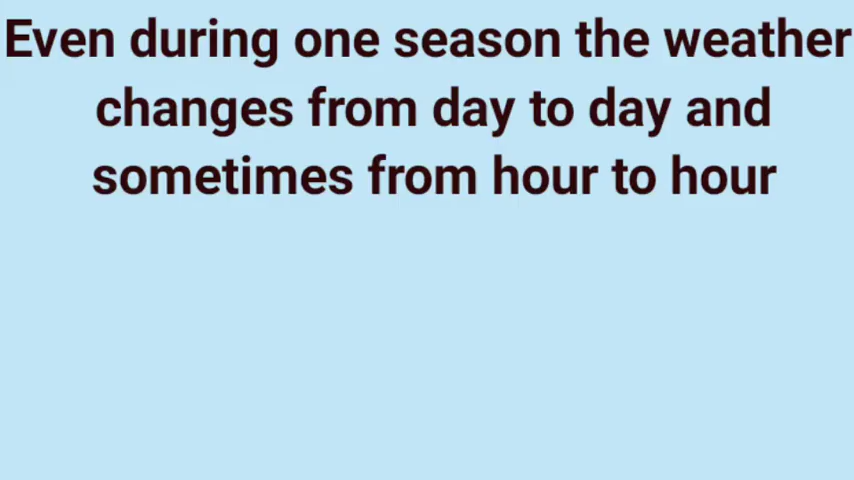 Even during one season the weather
changes from day to day and
sometimes from hour to hour